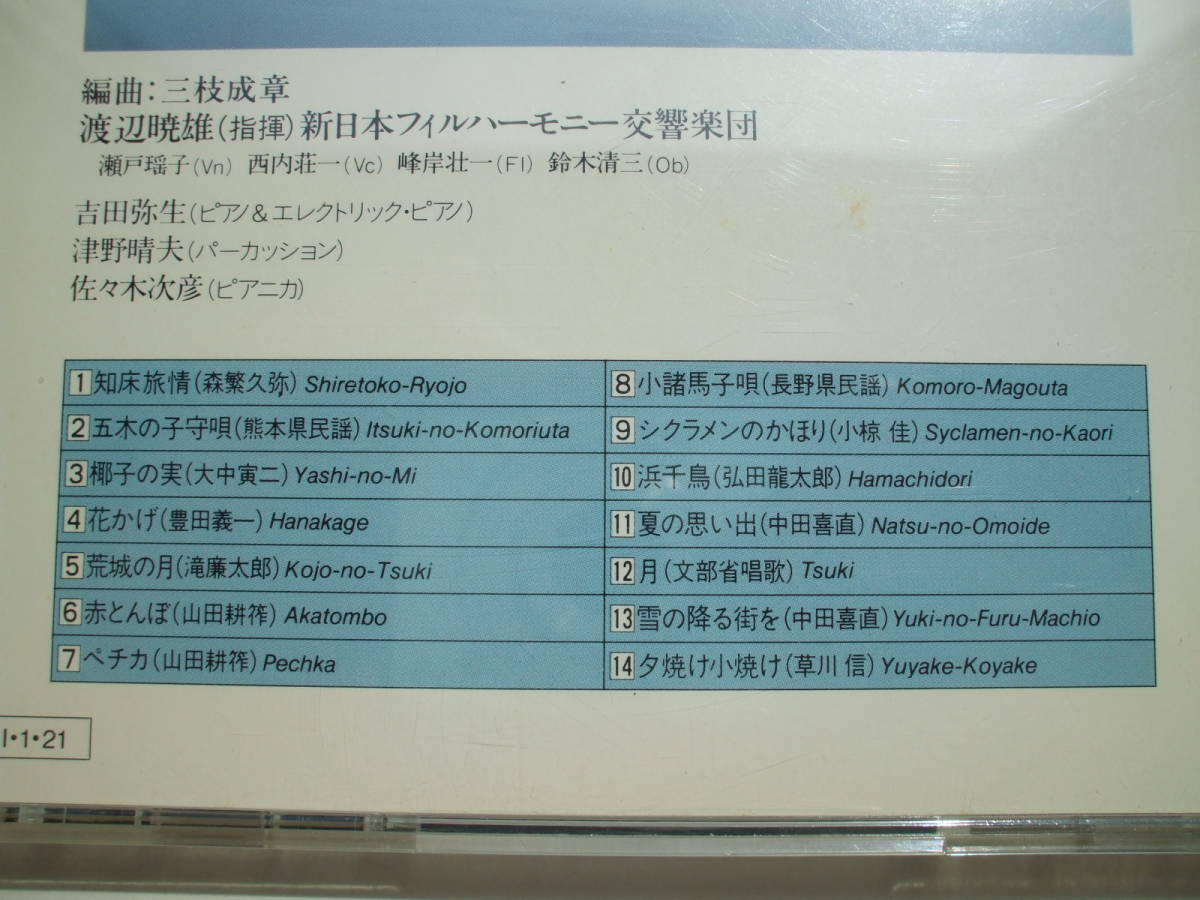 編曲：三枝成章
渡辺暁雄（指揮）新日本フィルハーモニー交響楽団
瀬戸瑶子（Vn） 西内荘一（Vc） 峰岸壮一（Fl） 鈴木清三（Ob）
吉田弥生（ピアノ＆エレクトリック・ピアノ）
津野晴夫（パーカッション）
佐々木次彦（ピアニカ）
1 知床旅情（森繁久弥） Shiretoko-Ryojo
2 五木の子守唄（熊本県民謡） Itsuki-no-Komoriuta
3 椰子の実（大中寅二） Yashi-no-Mi
4 花かげ（豊田義一） Hanakage
5 荒城の月（滝廉太郎） Kojo-no-Tsuki
6 赤とんぼ（山田耕筰） Akatombo
7 ペチカ（山田耕筰） Pechka
8 小諸馬子唄（長野県民謡） Komoro-Magouta
9 シクラメンのかほり（小椋 佳） Syclamen-no-Kaori
10 浜千鳥（弘田龍太郎） Hamachidori
11 夏の思い出（中田喜直） Natsu-no-Omoide
12 月（文部省唱歌） Tsuki
13 雪の降る街を（中田喜直） Yuki-no-Furu-Machio
14 夕焼け小焼け（草川 信） Yuyake-Koyake
I・1・21